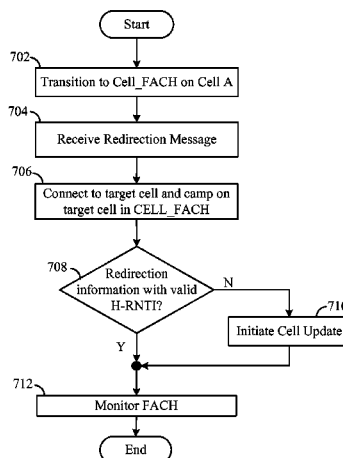 Start
702
Transition to Cell_FACH on Cell A
704
Receive Redirection Message
706
Connect to target cell and camp on
target cell in CELL_FACH
708
Redirection
information with valid
H-RNTI?
N
710
Initiate Cell Update
Y
712
Monitor FACH
End